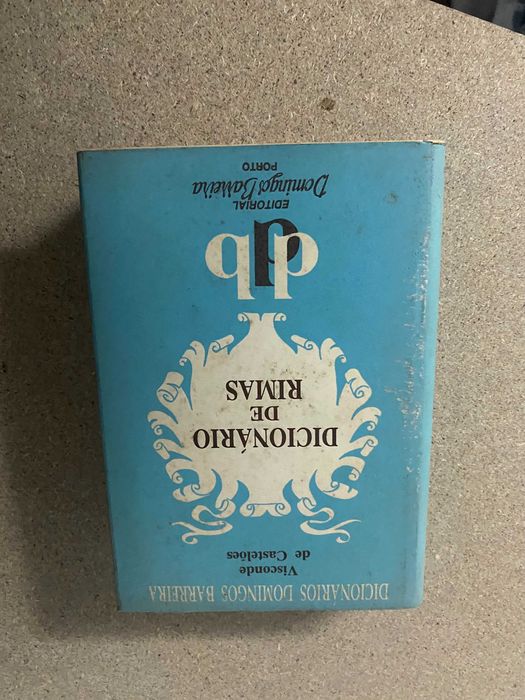 DICIONÁRIOS DOMINGOS BARREIRA
Visconde
de Castelões
DICIONÁRIO
DE
RIMAS
db
EDITORIAL
Domingos Barreira
PORTO